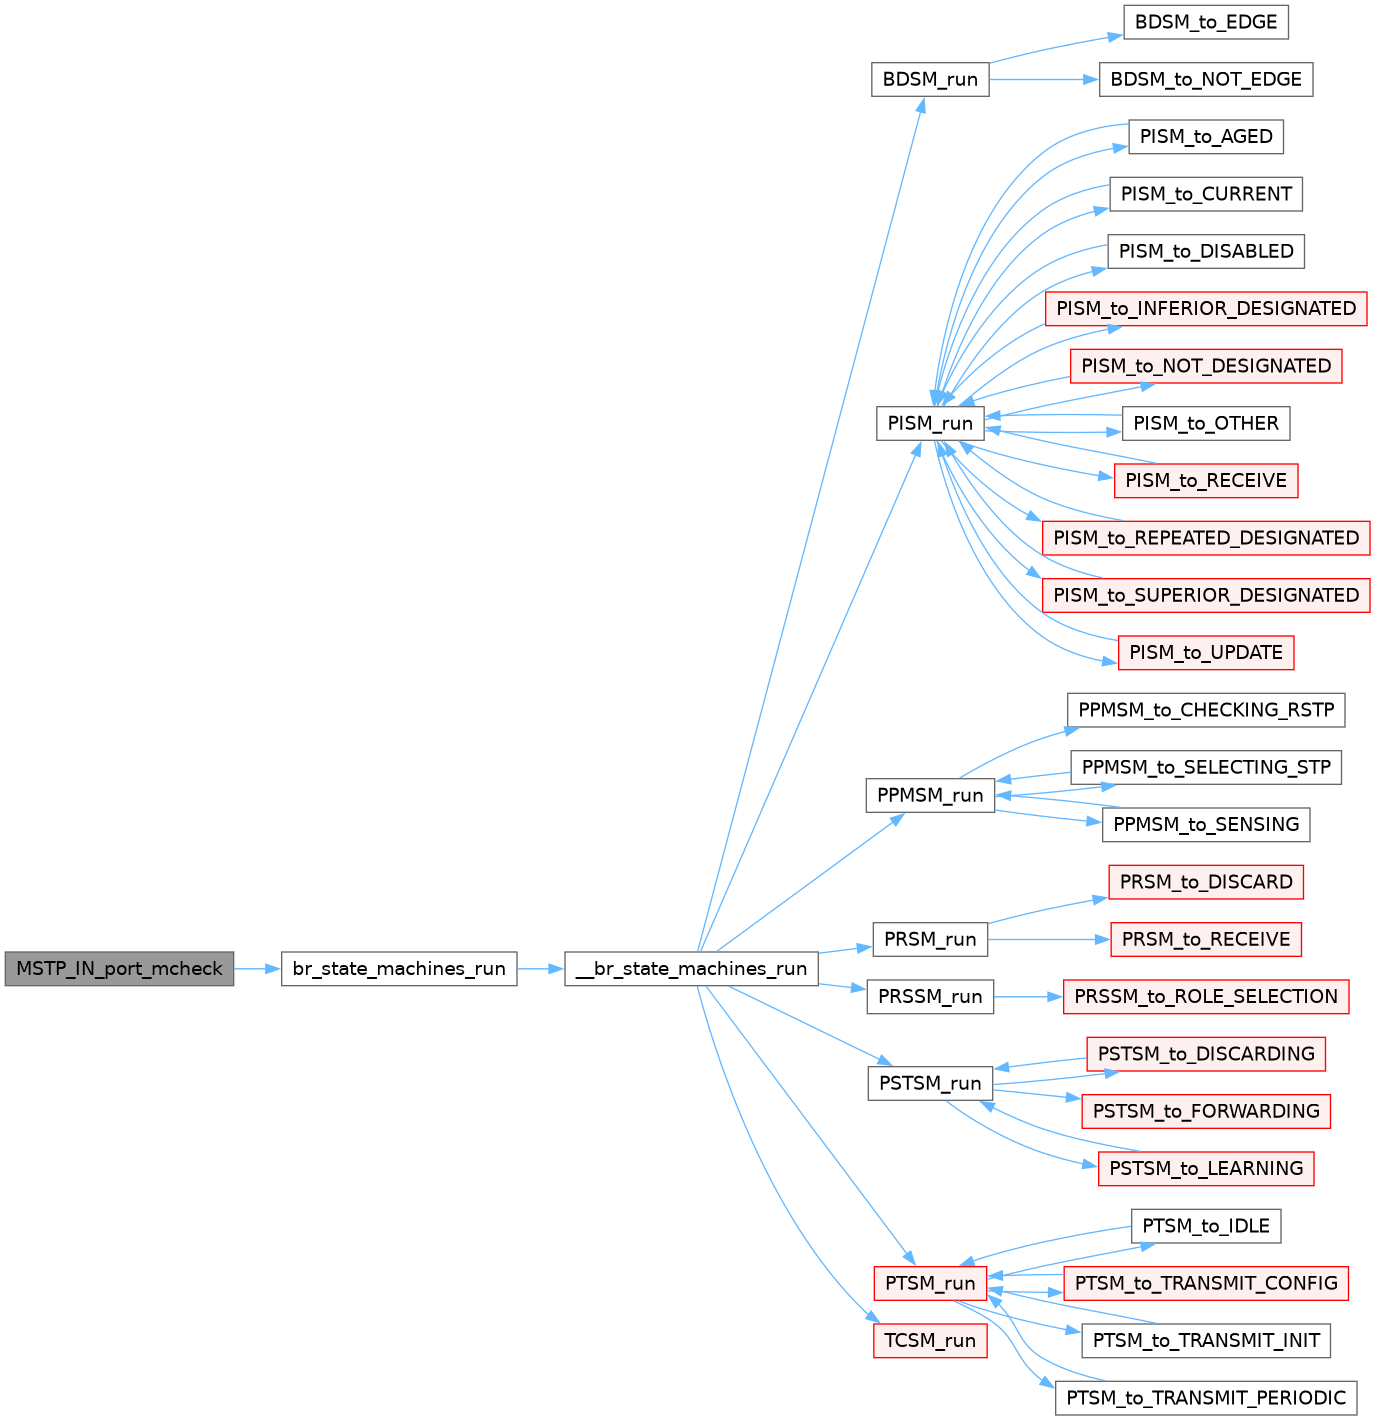 BDSM_to_EDGE
BDSM_run
BDSM_to_NOT_EDGE
PISM_to_AGED
PISM_to_CURRENT
PISM_to_DISABLED
PISM_to_INFERIOR_DESIGNATED
PISM_to_NOT_DESIGNATED
PISM_run
PISM_to_OTHER
PISM_to_RECEIVE
PISM_to_REPEATED_DESIGNATED
PISM_to_SUPERIOR_DESIGNATED
PISM_to_UPDATE
PPMSM_to_CHECKING_RSTP
PPMSM_to_SELECTING_STP
PPMSM_run
PPMSM_to_SENSING
PRSM_to_DISCARD
PRSM_run
PRSM_to_RECEIVE
MSTP_IN_port_mcheck
br_state_machines_run
__br_state_machines_run
PRSSM_run
PRSSM_to_ROLE_SELECTION
PSTSM_to_DISCARDING
PSTSM_run
PSTSM_to_FORWARDING
PSTSM_to_LEARNING
PTSM_to_IDLE
PTSM_run
PTSM_to_TRANSMIT_CONFIG
TCSM_run
PTSM_to_TRANSMIT_INIT
PTSM_to_TRANSMIT_PERIODIC